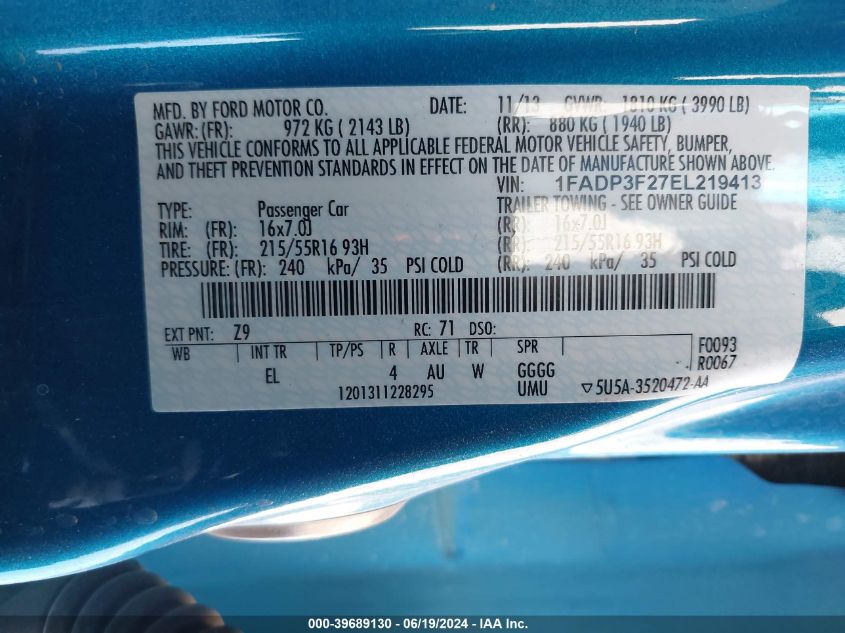 MFD. BY FORD MOTOR CO. DATE: 11/13 GVWR: 1810 KG ( 3990 LB)
GAWR: (FR): 972 KG ( 2143 LB) (RR): 880 KG ( 1940 LB)
THIS VEHICLE CONFORMS TO ALL APPLICABLE FEDERAL MOTOR VEHICLE SAFETY, BUMPER,
AND THEFT PREVENTION STANDARDS IN EFFECT ON THE DATE OF MANUFACTURE SHOWN ABOVE.
VIN: 1FADP3F27EL219413
TYPE: Passenger Car TRAILER TOWING - SEE OWNER GUIDE
RIM: (FR): 16x7.0J (RR): 16x7.0J
TIRE: (FR): 215/55R16 93H (RR): 215/55R16 93H
PRESSURE: (FR): 240 kPa/ 35 PSI COLD (RR): 240 kPa/ 35 PSI COLD
EXT PNT: Z9 RC: 71 DSO:
WB INT TR TP/PS R AXLE TR SPR F0093
EL 4 AU W GGGG R0067
1201311228295 UMU ▽5U5A-3520472-AA
000-39689130 - 06/19/2024 - IAA Inc.